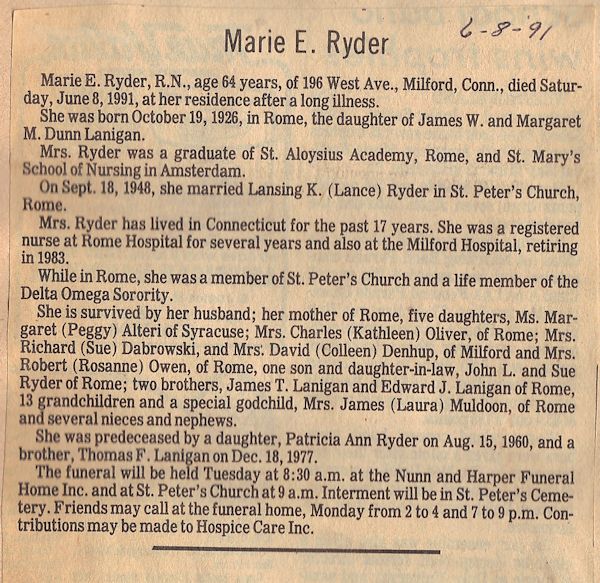 Marie E. Ryder
6-8-91
Marie E. Ryder, R.N., age 64 years, of 196 West Ave., Milford, Conn., died Satur-
day, June 8, 1991, at her residence after a long illness.
She was born October 19, 1926, in Rome, the daughter of James W. and Margaret
M. Dunn Lanigan.
Mrs. Ryder was a graduate of St. Aloysius Academy, Rome, and St. Mary's
School of Nursing in Amsterdam.
On Sept. 18, 1948, she married Lansing K. (Lance) Ryder in St. Peter's Church,
Rome.
Mrs. Ryder has lived in Connecticut for the past 17 years. She was a registered
nurse at Rome Hospital for several years and also at the Milford Hospital, retiring
in 1983.
While in Rome, she was a member of St. Peter's Church and a life member of the
Delta Omega Sorority.
She is survived by her husband; her mother of Rome, five daughters, Ms. Mar-
garet (Peggy) Alteri of Syracuse; Mrs. Charles (Kathleen) Oliver, of Rome; Mrs.
Richard (Sue) Dabrowski, and Mrs. David (Colleen) Denhup, of Milford and Mrs.
Robert (Rosanne) Owen, of Rome, one son and daughter-in-law, John L. and Sue
Ryder of Rome; two brothers, James T. Lanigan and Edward J. Lanigan of Rome,
13 grandchildren and a special godchild, Mrs. James (Laura) Muldoon, of Rome
and several nieces and nephews.
She was predeceased by a daughter, Patricia Ann Ryder on Aug. 15, 1960, and a
brother, Thomas F. Lanigan on Dec. 18, 1977.
The funeral will be held Tuesday at 8:30 a.m. at the Nunn and Harper Funeral
Home Inc. and at St. Peter's Church at 9 a.m. Interment will be in St. Peter's Ceme-
tery. Friends may call at the funeral home, Monday from 2 to 4 and 7 to 9 p.m. Con-
tributions may be made to Hospice Care Inc.